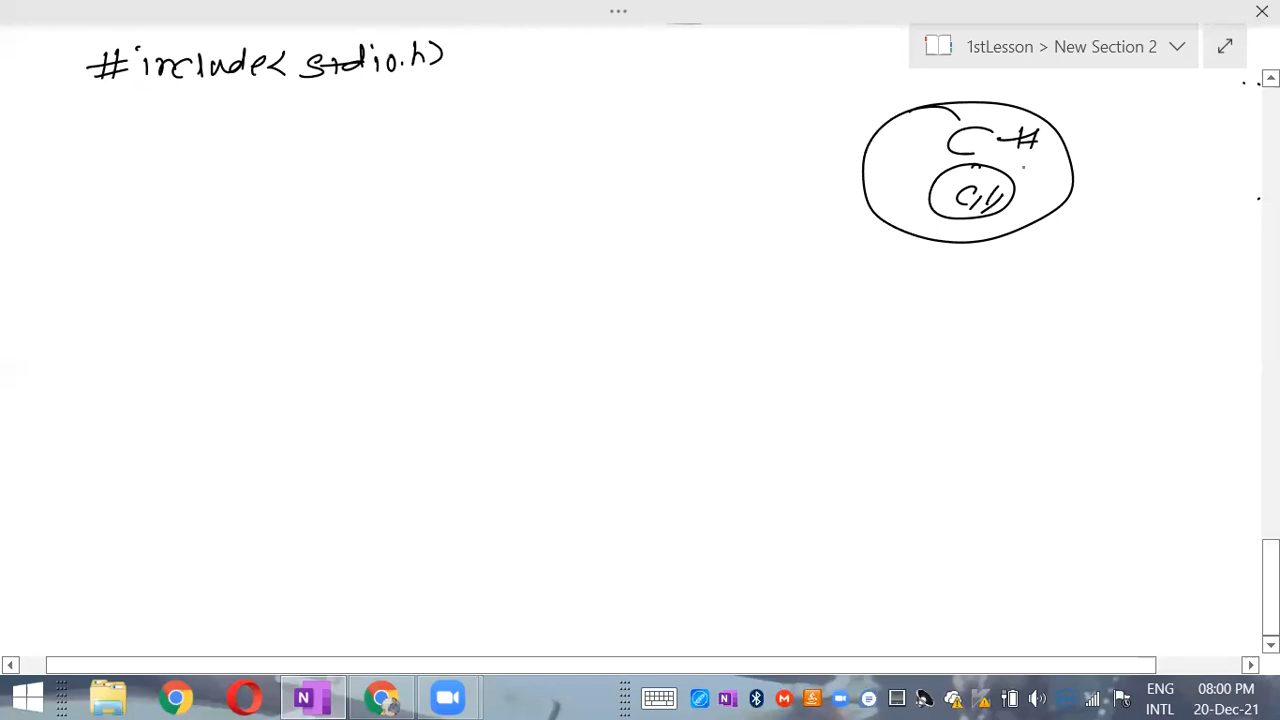 1stLesson > New Section 2
#include< stdio.h)
C#
ENG
INTL
08:00 PM
20-Dec-21